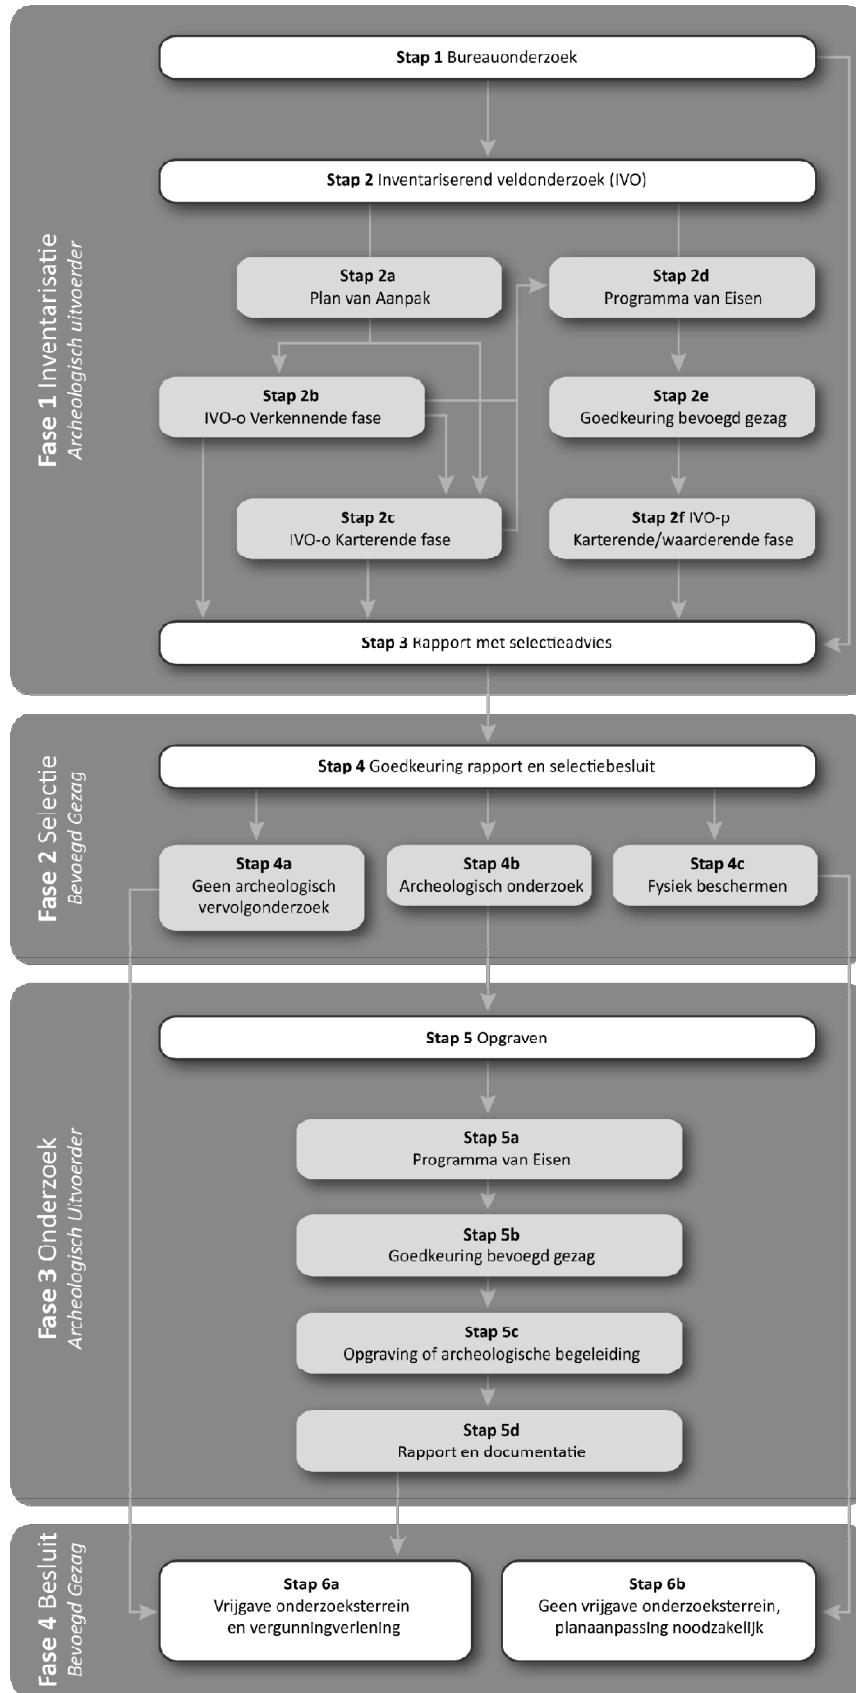 Fase 1 Inventarisatie
Archeologisch uitvoerder
Stap 1 Bureauonderzoek
Stap 2 Inventariserend veldonderzoek (IVO)
Stap 2a
Plan van Aanpak
Stap 2d
Programma van Eisen
Stap 2b
IVO-o Verkennende fase
Stap 2e
Goedkeuring bevoegd gezag
Stap 2c
IVO-o Karterende fase
Stap 2f IVO-p
Karterende/waarderende fase
Stap 3 Rapport met selectieadvies
Fase 2 Selectie
Bevoegd Gezag
Stap 4 Goedkeuring rapport en selectiebesluit
Stap 4a
Geen archeologisch
vervolgonderzoek
Stap 4b
Archeologisch onderzoek
Stap 4c
Fysiek beschermen
Fase 3 Onderzoek
Archeologisch Uitvoerder
Stap 5 Opgraven
Stap 5a
Programma van Eisen
Stap 5b
Goedkeuring bevoegd gezag
Stap 5c
Opgraving of archeologische begeleiding
Stap 5d
Rapport en documentatie
Fase 4 Besluit
Bevoegd Gezag
Stap 6a
Vrijgave onderzoeksterrein
en vergunningverlening
Stap 6b
Geen vrijgave onderzoeksterrein,
planaanpassing noodzakelijk